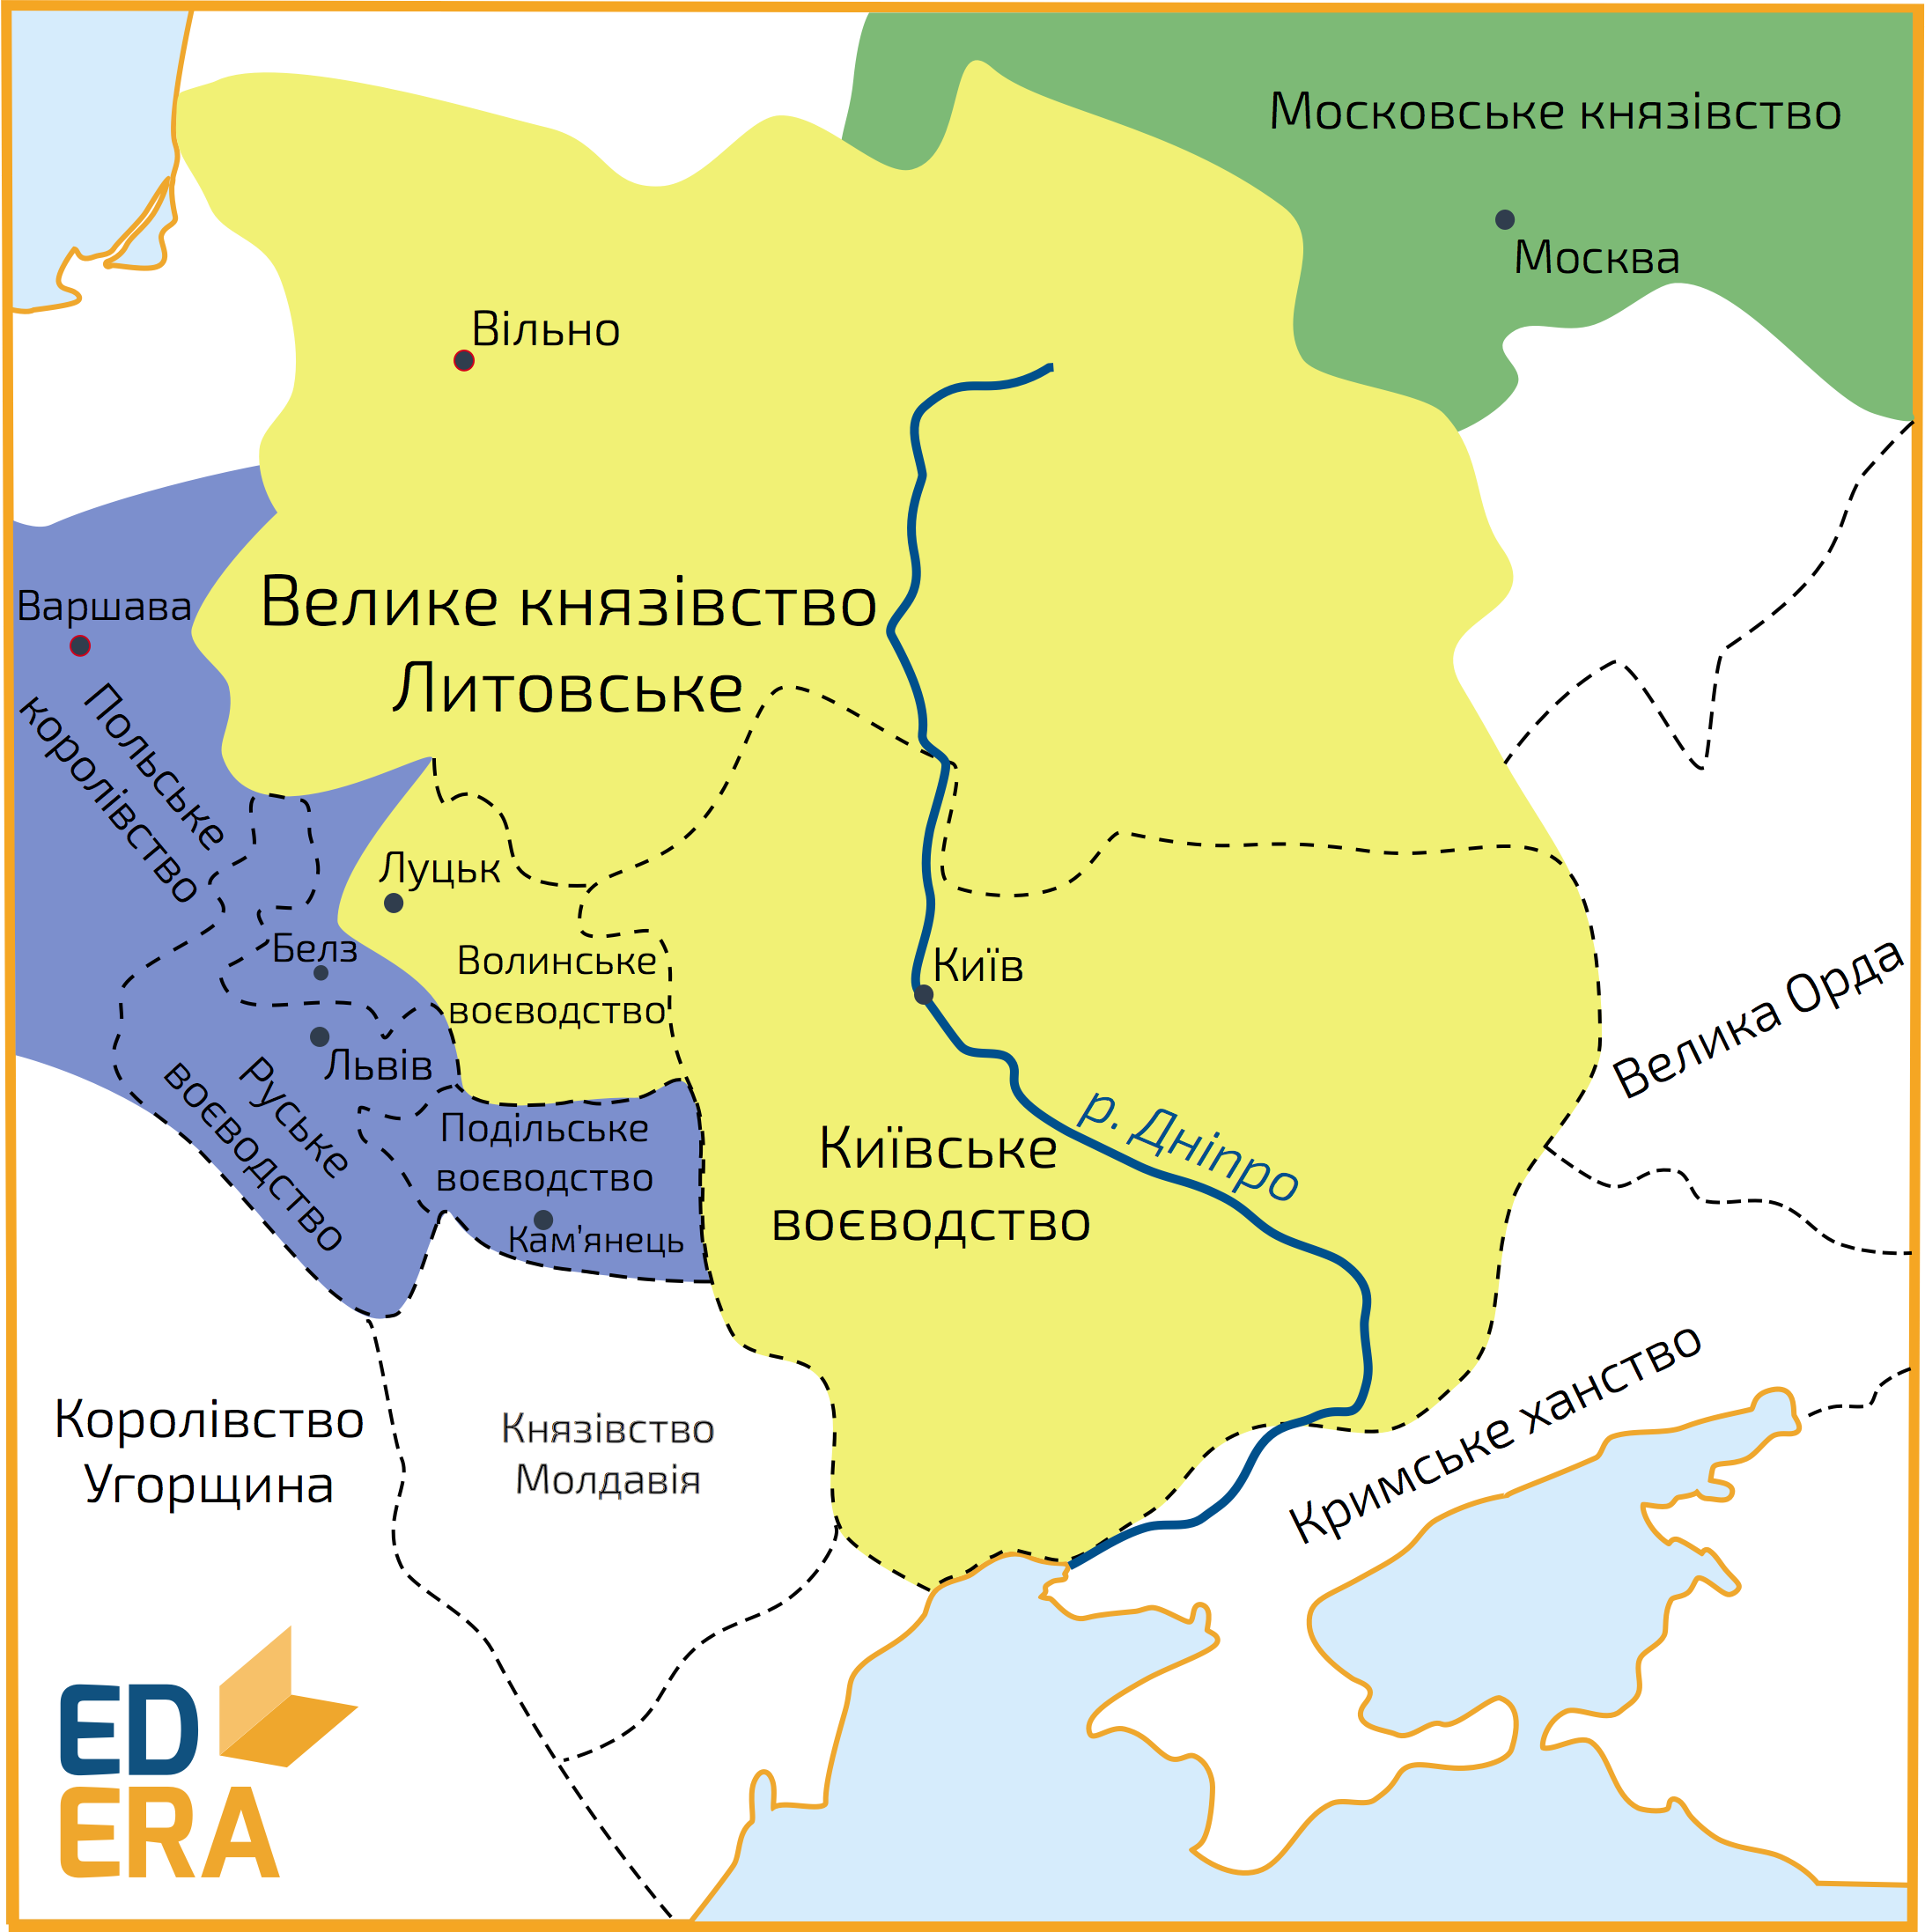 Московське князівство
Москва
Вільно
Велике князівство
Литовське
Варшава
Польське
королівство
Луцьк
Белз
Волинське
воєводство
Київ
Львів
Руське
воєводство
Подільське
воєводство
Кам'янець
Київське
воєводство
р. Дніпро
Велика Орда
Кримське ханство
Королівство
Угорщина
Князівство
Молдавія
ED
ERA